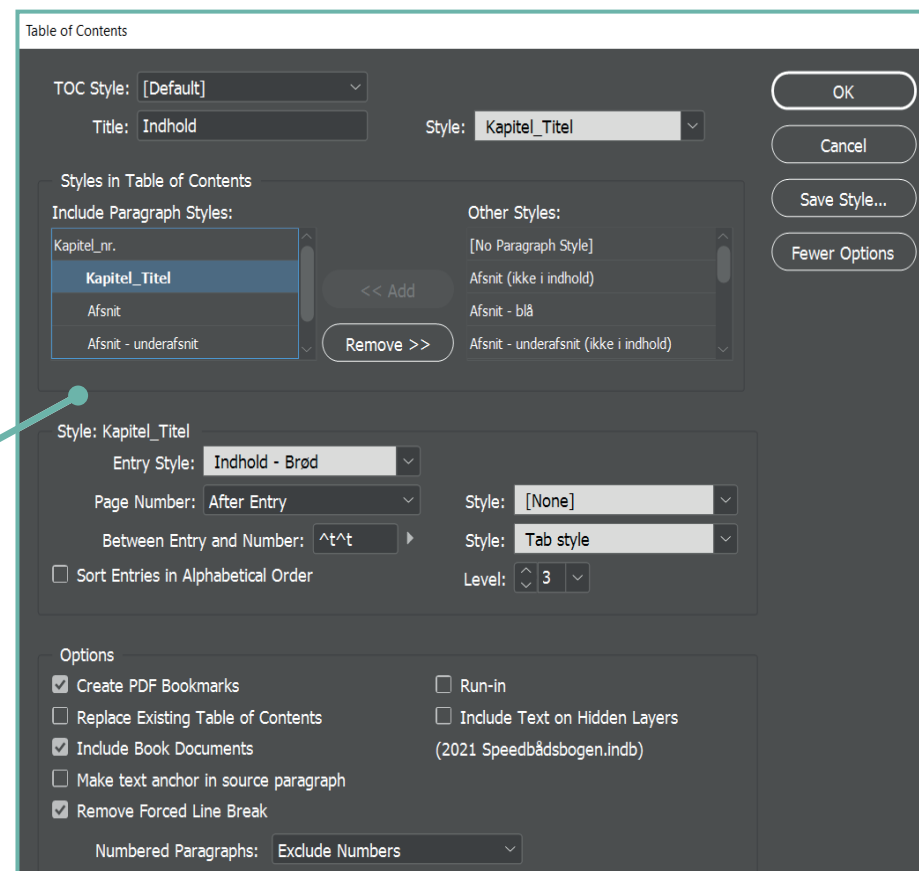 Table of Contents
TOC Style: [Default]
OK
Title: Indhold Style: Kapitel_Titel
Cancel
Styles in Table of Contents
Save Style...
Include Paragraph Styles: Other Styles:
Kapitel_nr. [No Paragraph Style]
Fewer Options
Kapitel_Titel Afsnit (ikke i indhold)
<< Add
Afsnit Afsnit - blå
Afsnit - underafsnit Remove >> Afsnit - underafsnit (ikke i indhold)
Style: Kapitel_Titel
Entry Style: Indhold - Brød
Page Number: After Entry Style: [None]
Between Entry and Number: ^t^t Style: Tab style
Sort Entries in Alphabetical Order Level: 3
Options
Create PDF Bookmarks Run-in
Replace Existing Table of Contents Include Text on Hidden Layers
Include Book Documents (2021 Speedbådsbogen.indb)
Make text anchor in source paragraph
Remove Forced Line Break
Numbered Paragraphs: Exclude Numbers